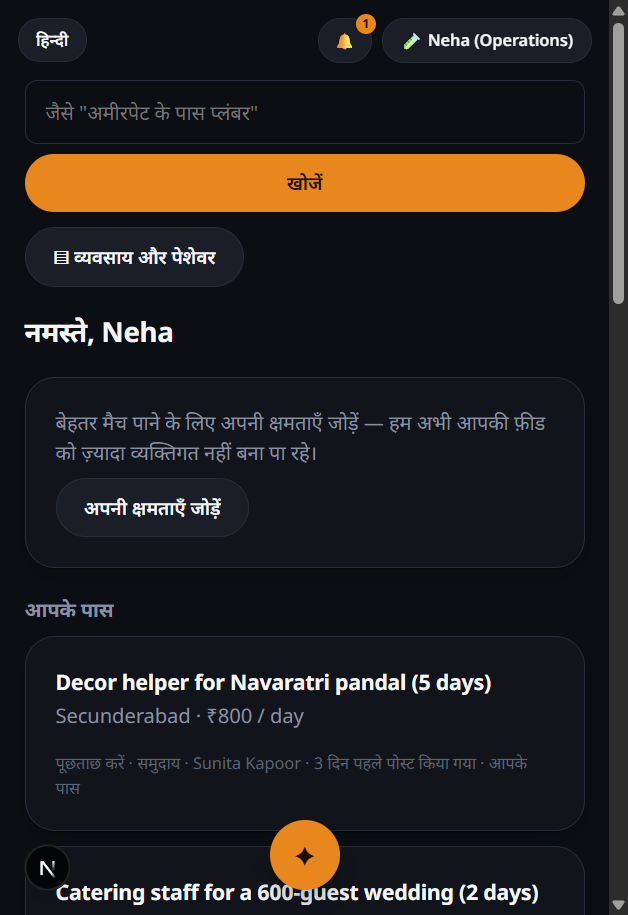 हिन्दी
1
Neha (Operations)
जैसे "अमीरपेट के पास प्लंबर"
खोजें
व्यवसाय और पेशेवर
नमस्ते, Neha
बेहतर मैच पाने के लिए अपनी क्षमताएँ जोड़ें — हम अभी आपकी फ़ीड
को ज़्यादा व्यक्तिगत नहीं बना पा रहे।
अपनी क्षमताएँ जोड़ें
आपके पास
Decor helper for Navaratri pandal (5 days)
Secunderabad · ₹800 / day
पूछताछ करें · समुदाय · Sunita Kapoor · 3 दिन पहले पोस्ट किया गया · आपके
पास
N
Catering staff for a 600-guest wedding (2 days)